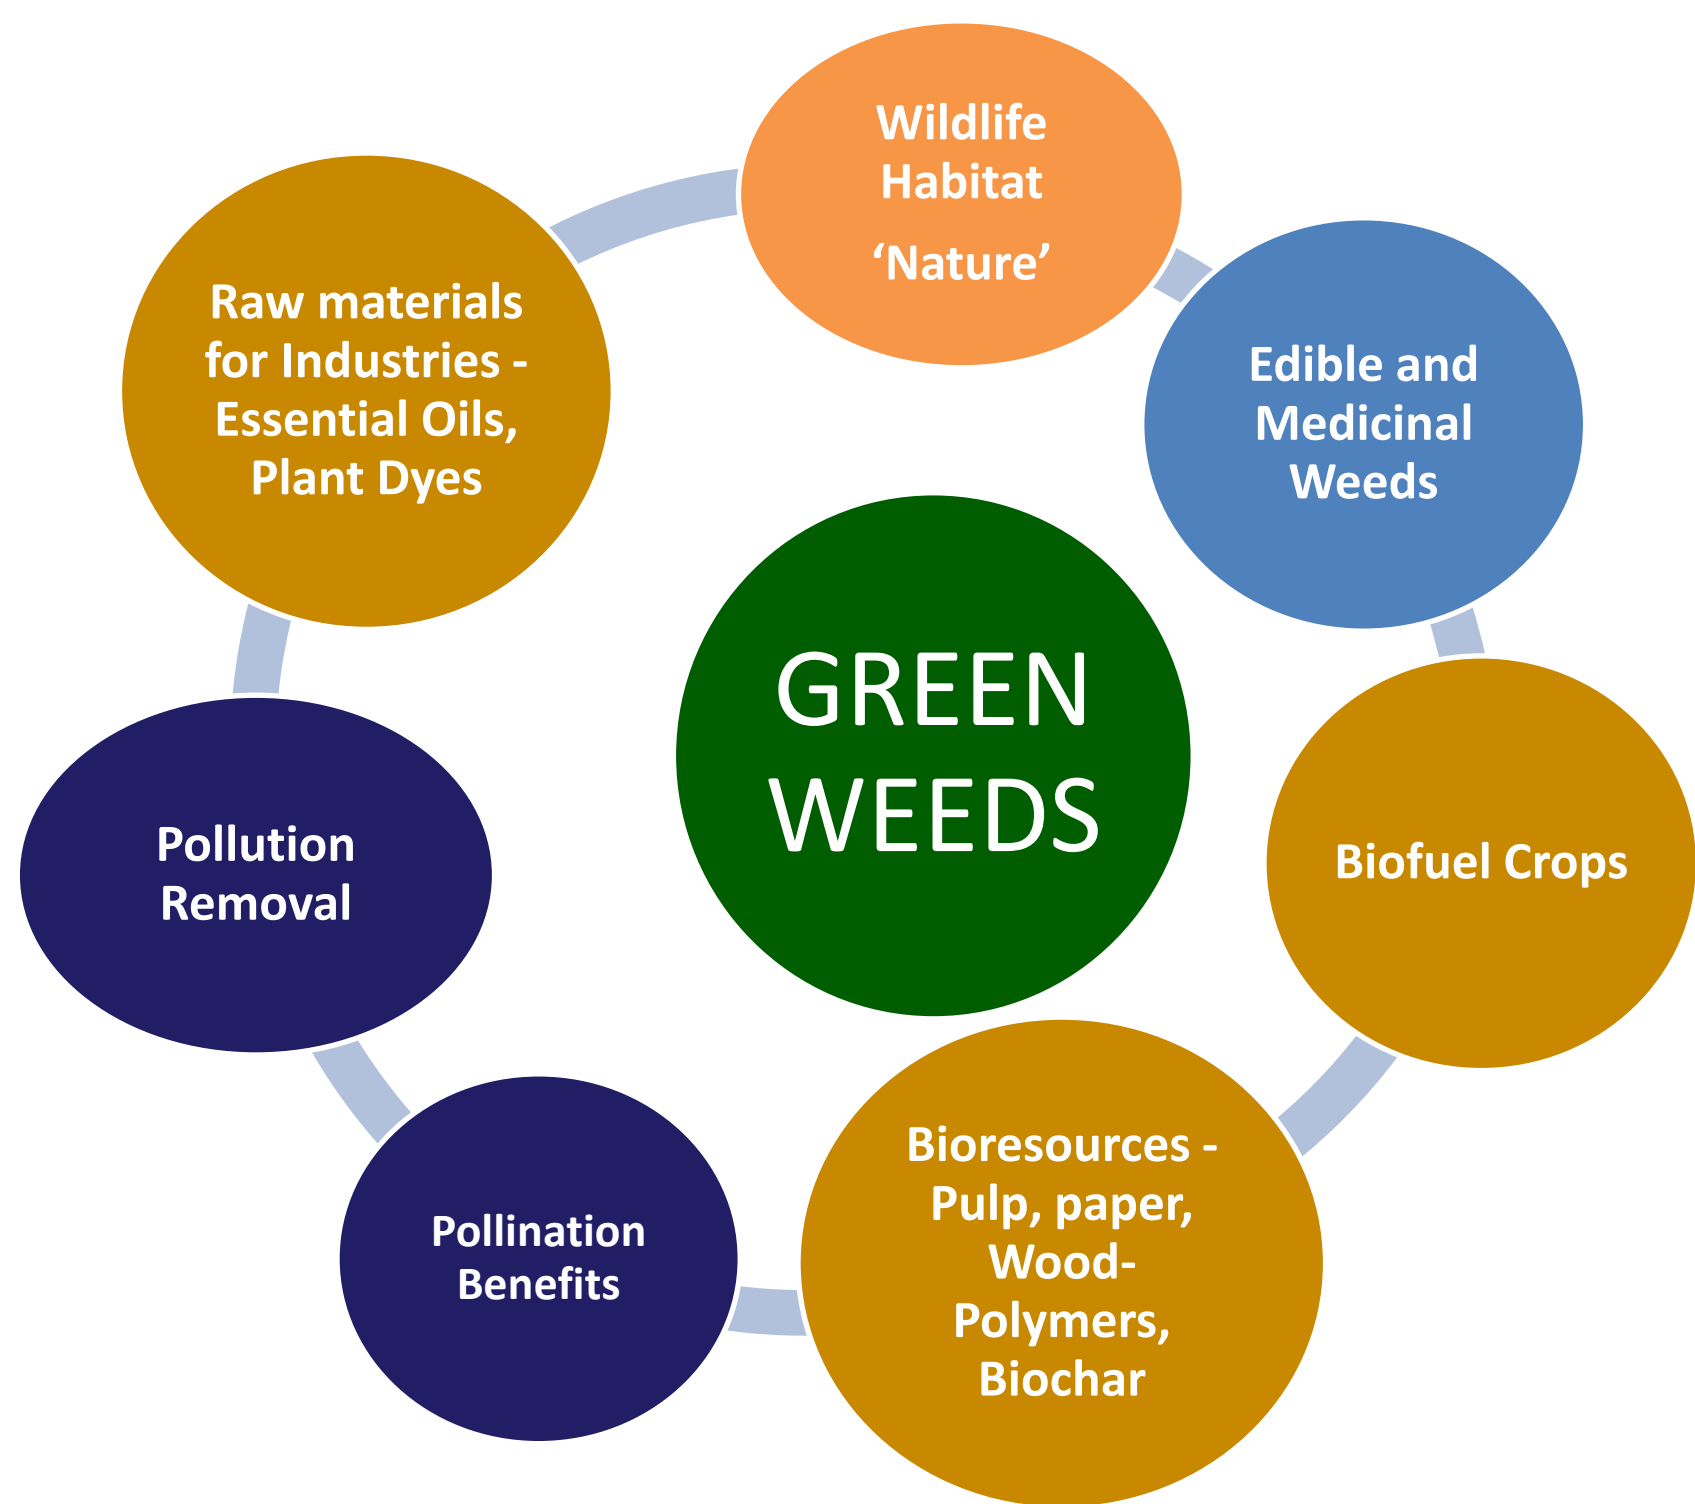 Wildlife
Habitat
‘Nature’
Edible and
Medicinal
Weeds
Biofuel Crops
Bioresources -
Pulp, paper,
Wood-
Polymers,
Biochar
Pollination
Benefits
Pollution
Removal
Raw materials
for Industries -
Essential Oils,
Plant Dyes
GREEN
WEEDS